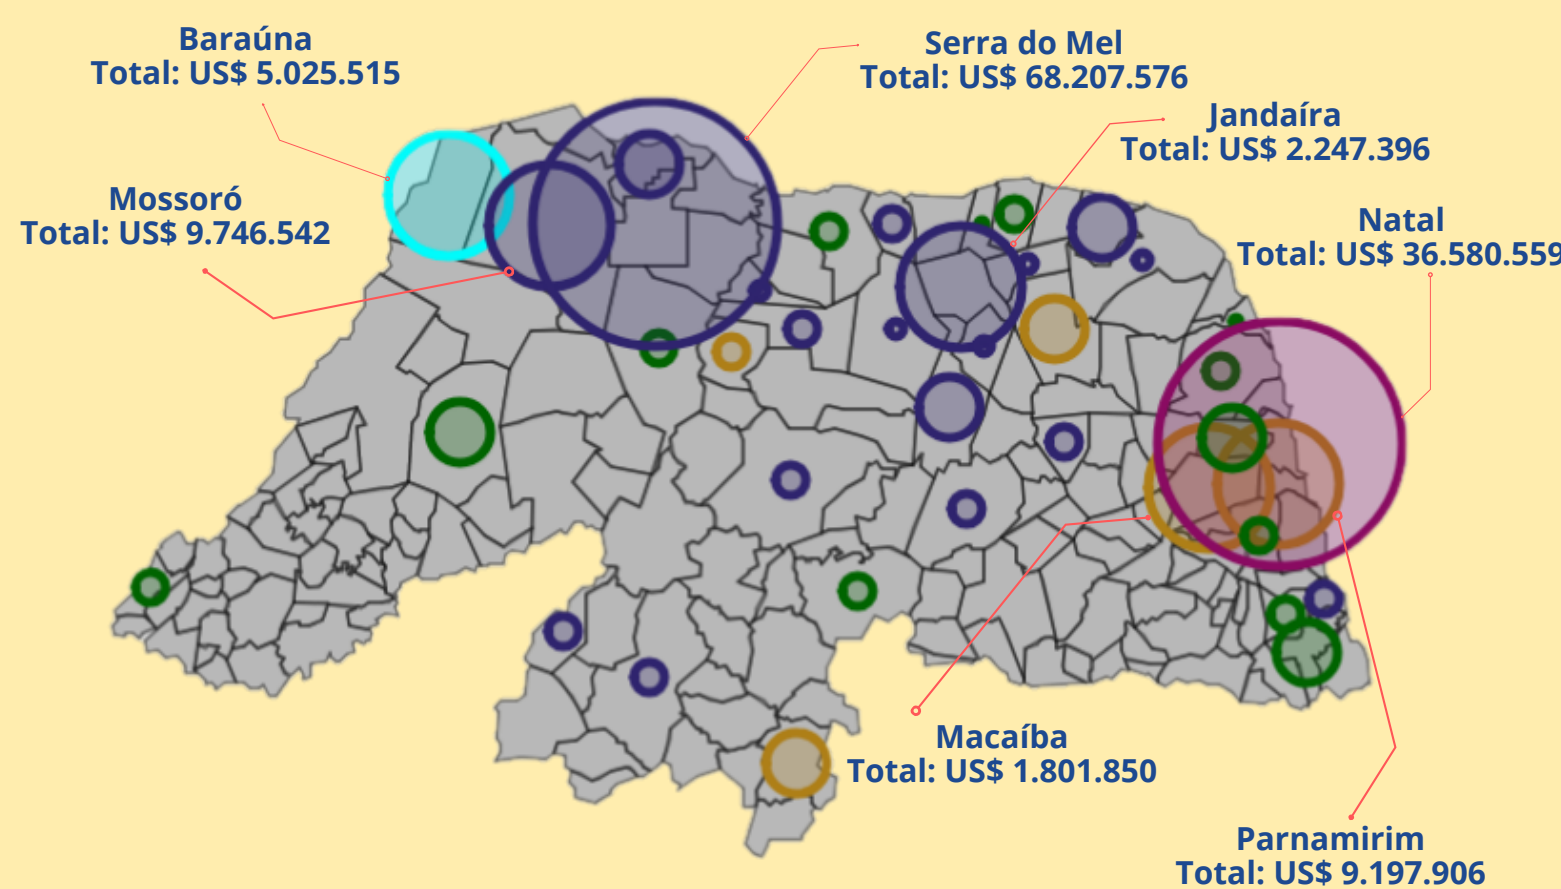 Baraúna
Total: US$ 5.025.515
Serra do Mel
Total: US$ 68.207.576
Jandaíra
Total: US$ 2.247.396
Mossoró
Total: US$ 9.746.542
Natal
Total: US$ 36.580.559
Macaíba
Total: US$ 1.801.850
Parnamirim
Total: US$ 9.197.906